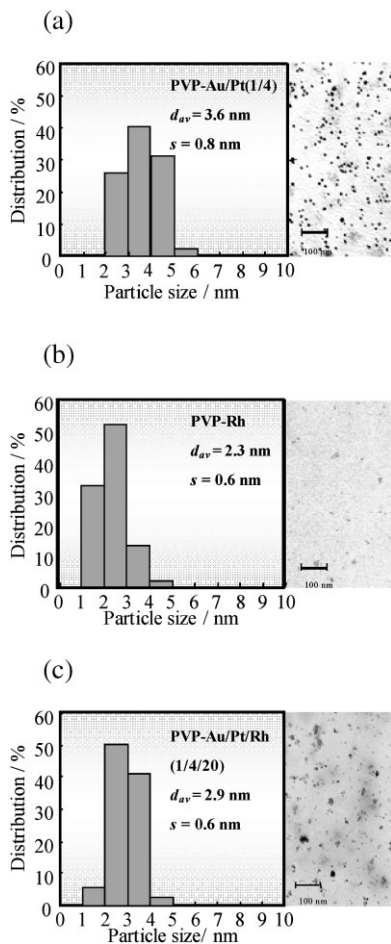 (a)
Distribution / %
60
50
40
30
20
10
0
PVP-Au/Pt(1/4)
dav = 3.6 nm
s = 0.8 nm
0 1 2 3 4 5 6 7 8 9 10
Particle size / nm
100 nm
(b)
Distribution / %
60
50
40
30
20
10
0
PVP-Rh
dav = 2.3 nm
s = 0.6 nm
0 1 2 3 4 5 6 7 8 9 10
Particle size / nm
100 nm
(c)
Distribution / %
60
50
40
30
20
10
0
PVP-Au/Pt/Rh
(1/4/20)
dav = 2.9 nm
s = 0.6 nm
0 1 2 3 4 5 6 7 8 9 10
Particle size/ nm
100 nm